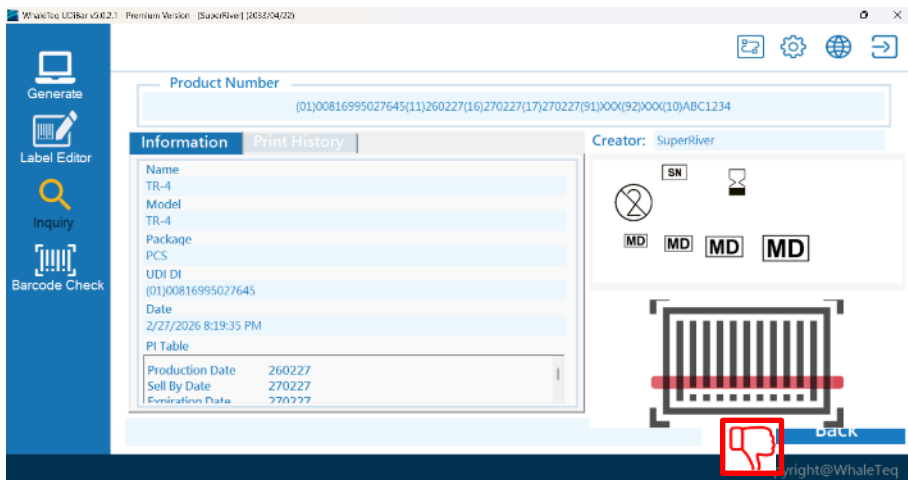 WhaleTeq UDiBar v5.0.2.1 - Premium Version - [SuperRiver] (2033/04/22)
Generate
Label Editor
Inquiry
Barcode Check
Product Number
(01)00816995027645(11)260227(16)270227(17)270227(91)XXX(92)XXX(10)ABC1234
Information
Print History
Creator: SuperRiver
Name
TR-4
Model
TR-4
Package
PCS
UDI DI
(01)00816995027645
Date
2/27/2026 8:19:35 PM
PI Table
Production Date 260227
Sell By Date 270227
Expiration Date 270227
SN
2
MD MD MD MD
Back
pyright@WhaleTeq